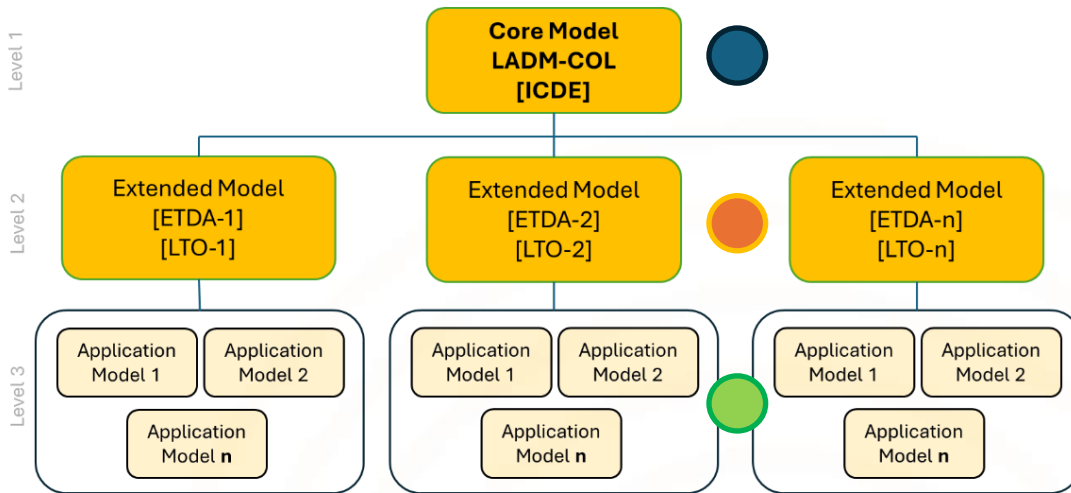 Level 1
Core Model
LADM-COL
[ICDE]
Level 2
Extended Model
[ETDA-1]
[LTO-1]
Extended Model
[ETDA-2]
[LTO-2]
Extended Model
[ETDA-n]
[LTO-n]
Level 3
Application
Model 1
Application
Model 2
Application
Model n
Application
Model 1
Application
Model 2
Application
Model n
Application
Model 1
Application
Model 2
Application
Model n